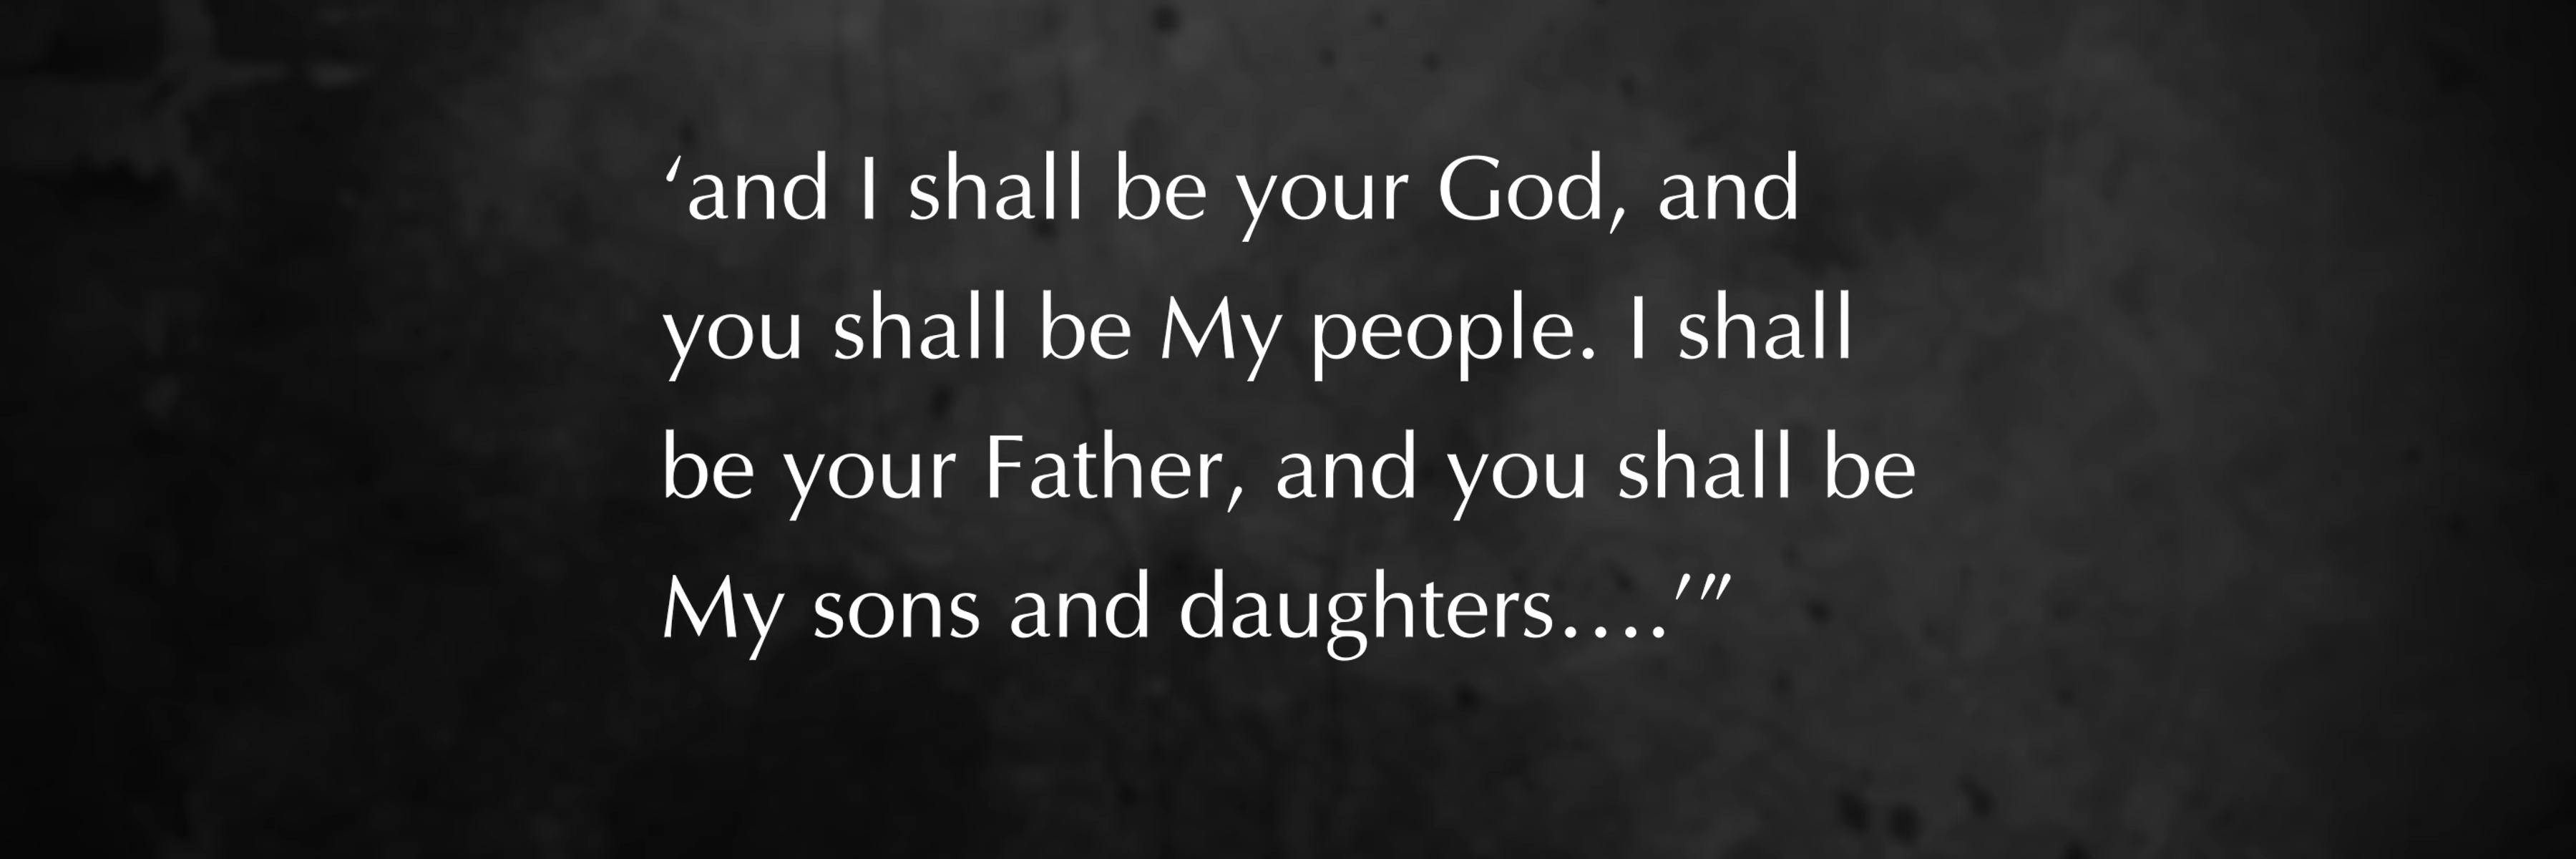 ‘and I shall be your God, and
you shall be My people. I shall
be your Father, and you shall be
My sons and daughters….’”